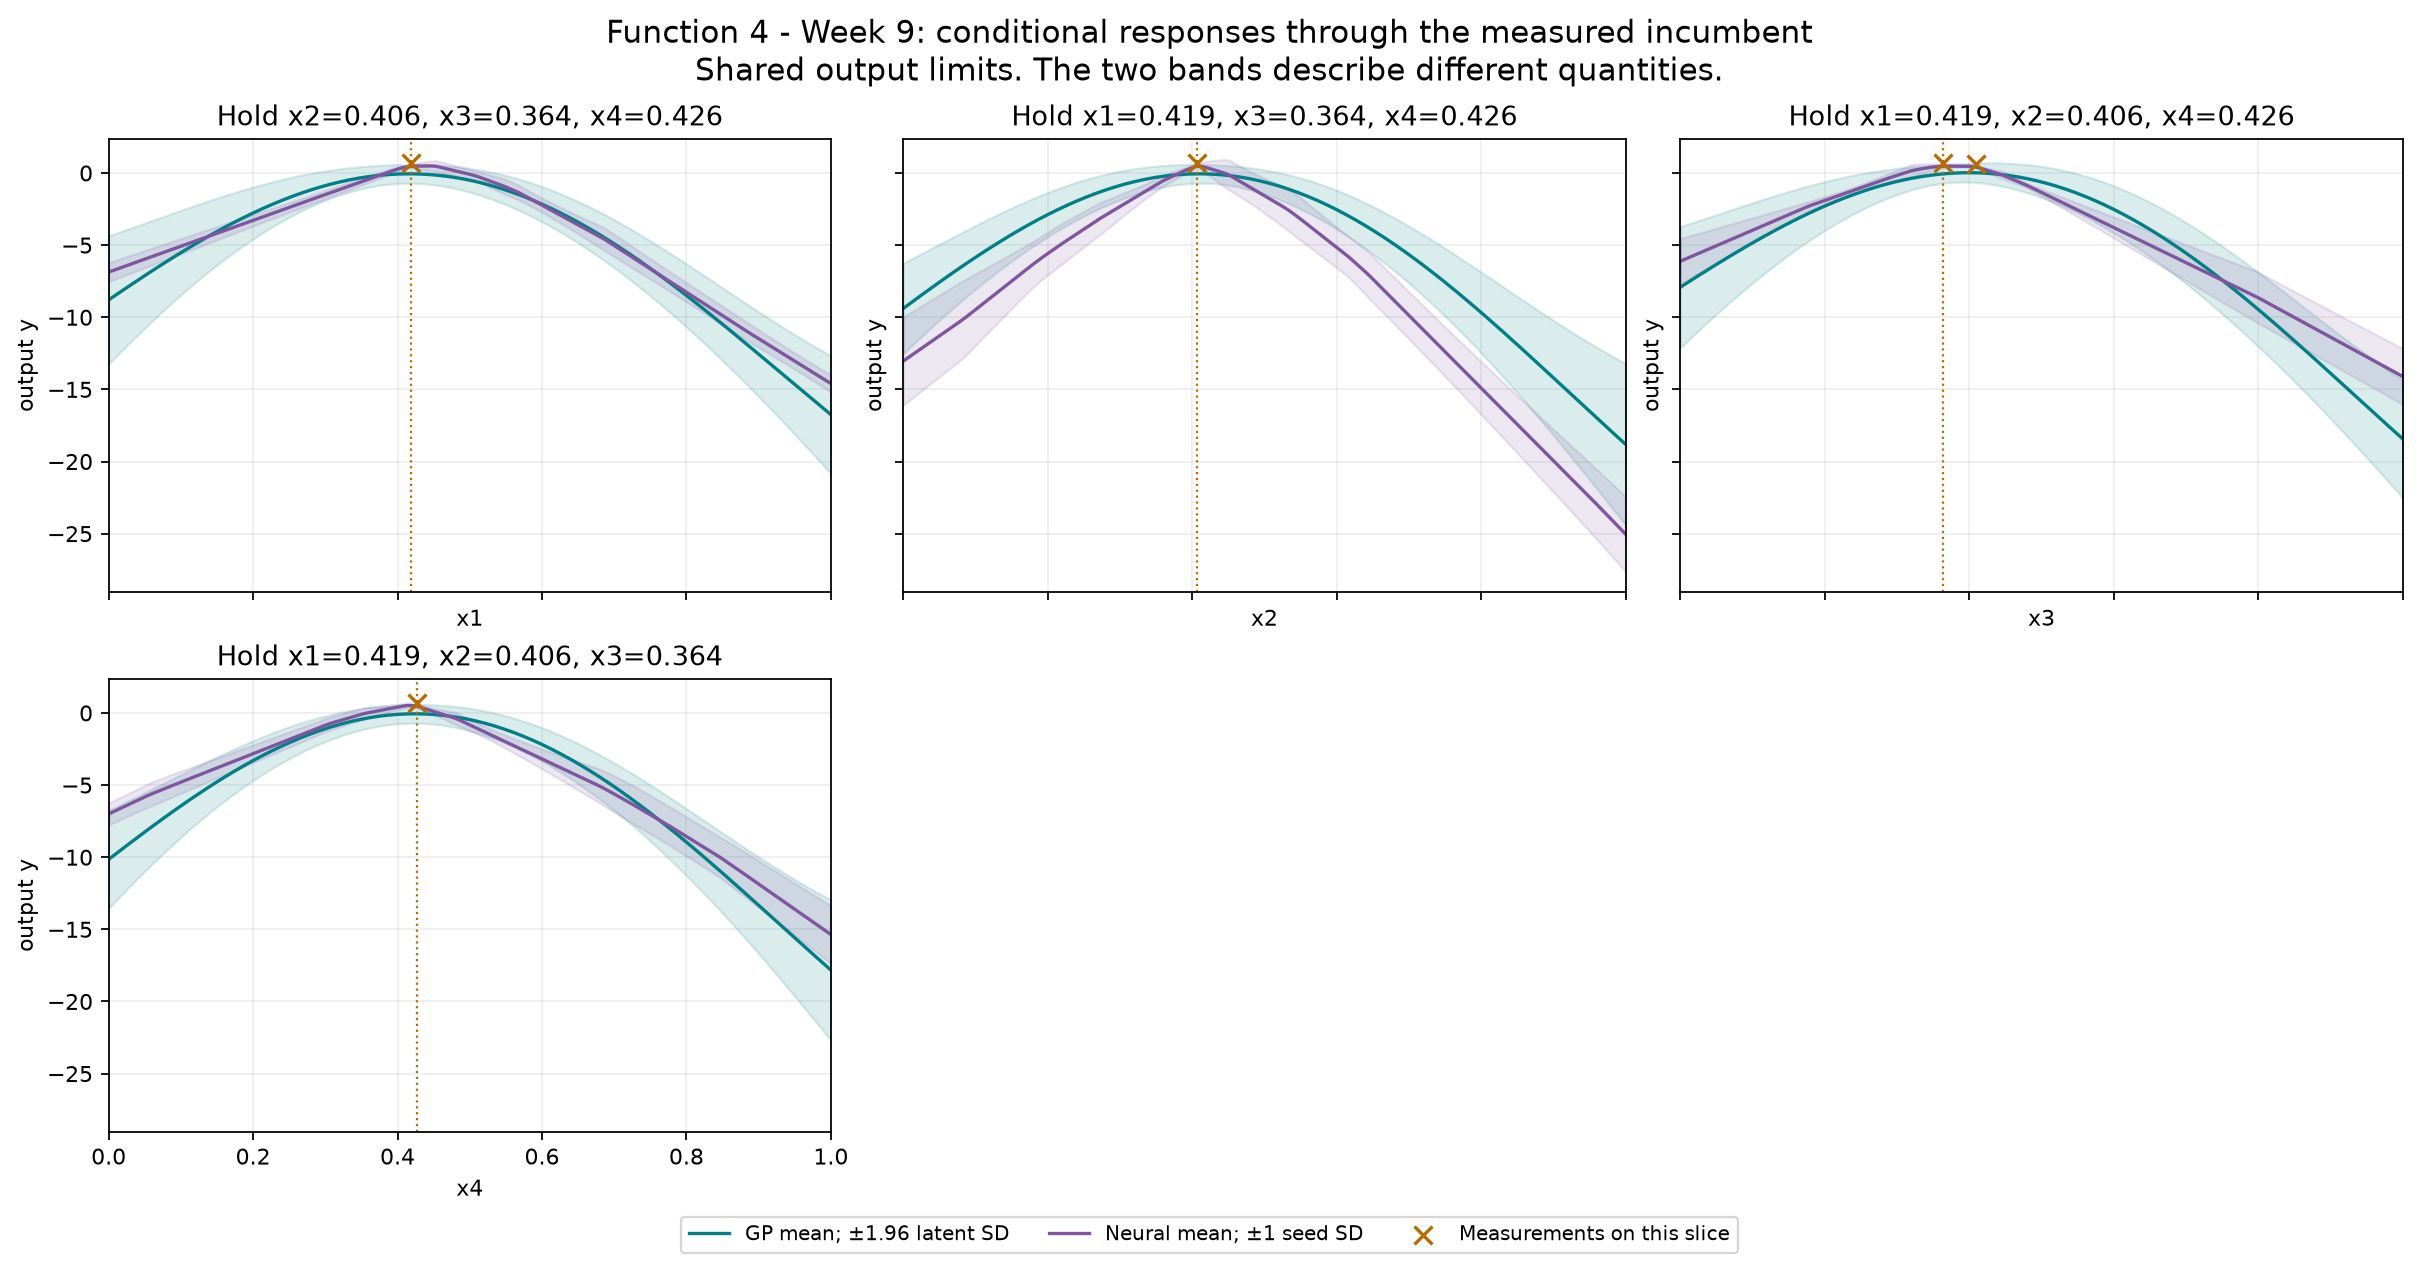 Function 4 - Week 9: conditional responses through the measured incumbent
Shared output limits. The two bands describe different quantities.
Hold x2=0.406, x3=0.364, x4=0.426
Hold x1=0.419, x3=0.364, x4=0.426
Hold x1=0.419, x2=0.406, x4=0.426
0
−5
−10
−15
−20
−25
output y
output y
output y
x1
x2
x3
Hold x1=0.419, x2=0.406, x3=0.364
0
−5
−10
−15
−20
−25
output y
0.0 0.2 0.4 0.6 0.8 1.0
x4
GP mean; ±1.96 latent SD
Neural mean; ±1 seed SD
Measurements on this slice